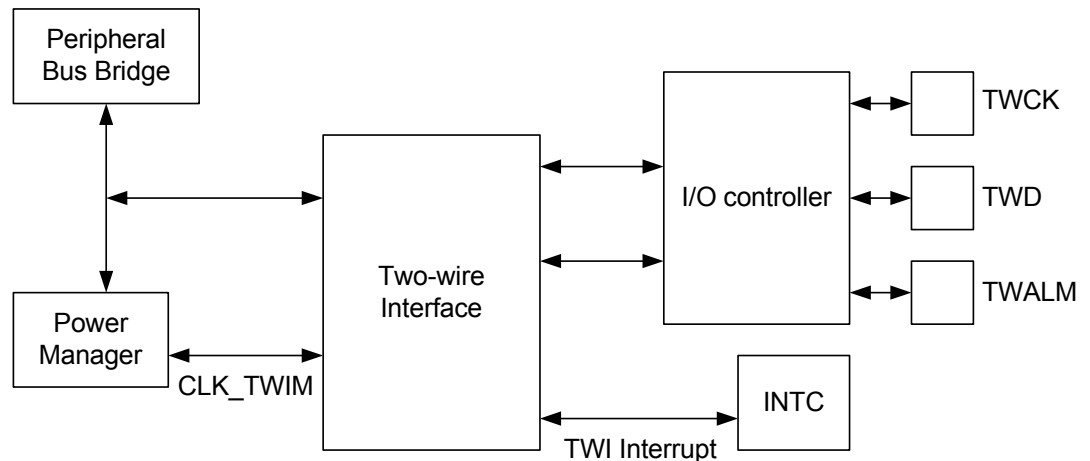 Peripheral
Bus Bridge
TWCK
I/O controller
TWD
Two-wire
Interface
TWALM
Power
Manager
CLK_TWIM
INTC
TWI Interrupt